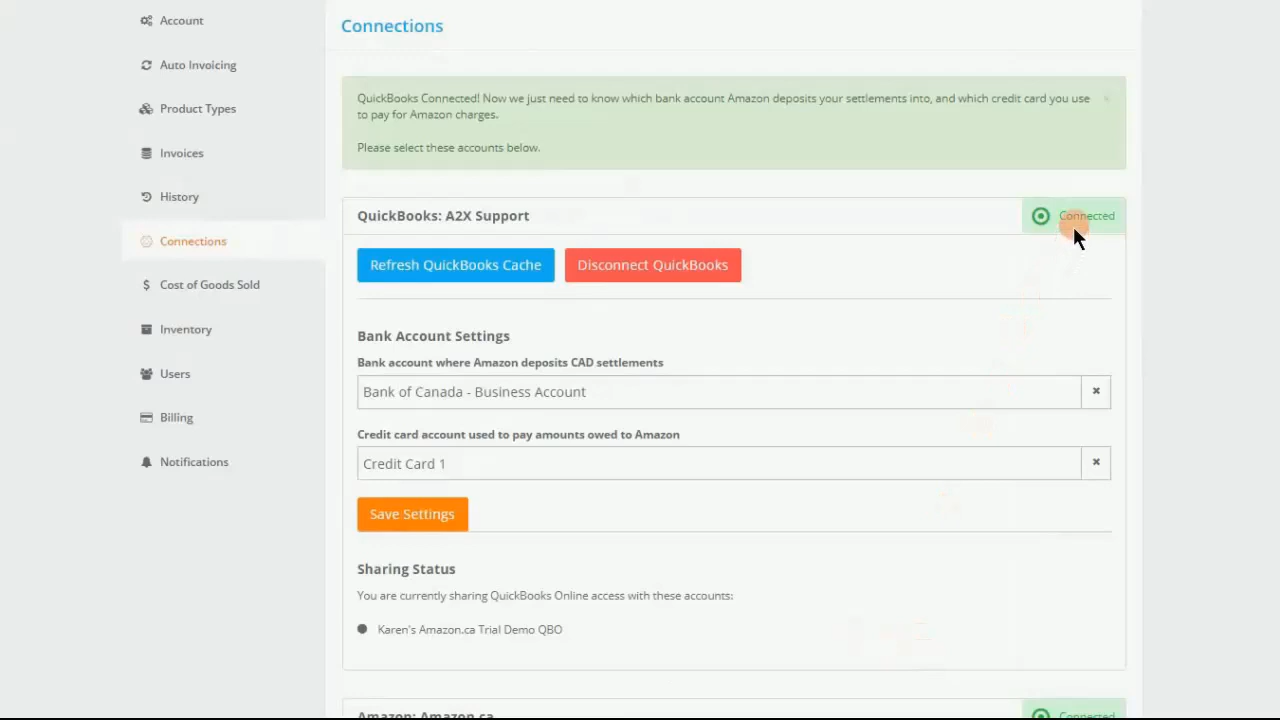 Account
Auto Invoicing
Product Types
Invoices
History
Connections
Cost of Goods Sold
Inventory
Users
Billing
Notifications
Connections
QuickBooks Connected! Now we just need to know which bank account Amazon deposits your settlements into, and which credit card you use
to pay for Amazon charges.
Please select these accounts below.
QuickBooks: A2X Support
Connected
Refresh QuickBooks Cache
Disconnect QuickBooks
Bank Account Settings
Bank account where Amazon deposits CAD settlements
Bank of Canada - Business Account
Credit card account used to pay amounts owed to Amazon
Credit Card 1
Save Settings
Sharing Status
You are currently sharing QuickBooks Online access with these accounts:
Karen's Amazon.ca Trial Demo QBO
Amazon: Amazon.ca
Connected